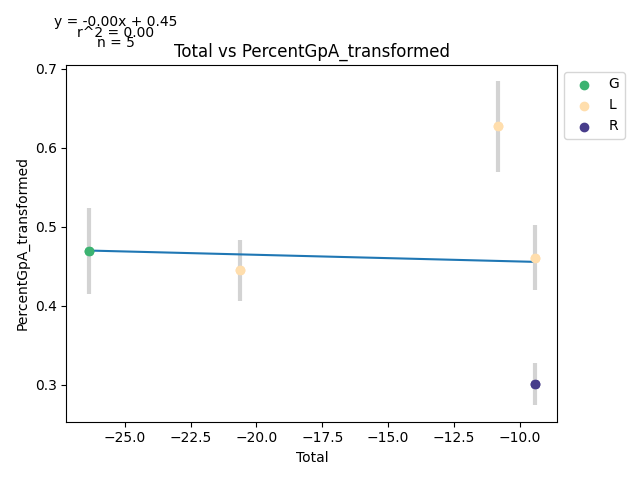 y = -0.00x + 0.45
r^2 = 0.00
n = 5
Total vs PercentGpA_transformed
G
L
R
PercentGpA_transformed
0.7
0.6
0.5
0.4
0.3
−25.0 −22.5 −20.0 −17.5 −15.0 −12.5 −10.0
Total